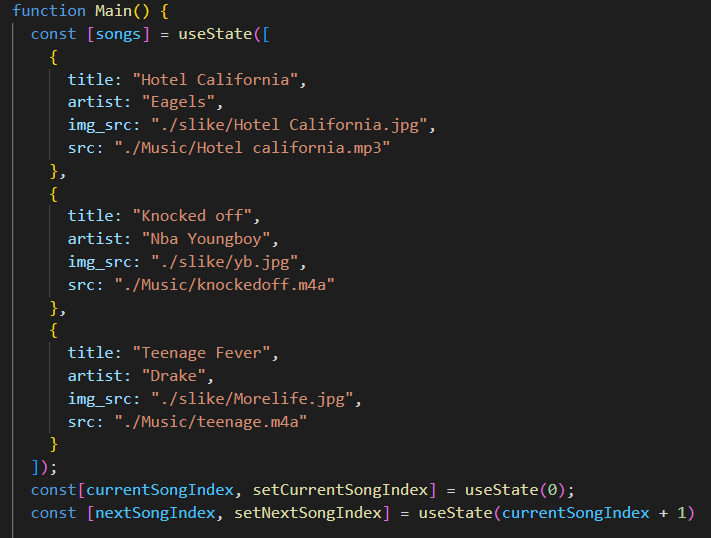 function Main() {
  const [songs] = useState([
    {
      title: "Hotel California",
      artist: "Eagels",
      img_src: "./slike/Hotel California.jpg",
      src: "./Music/Hotel california.mp3"
    },
    {
      title: "Knocked off",
      artist: "Nba Youngboy",
      img_src: "./slike/yb.jpg",
      src: "./Music/knockedoff.m4a"
    },
    {
      title: "Teenage Fever",
      artist: "Drake",
      img_src: "./slike/Morelife.jpg",
      src: "./Music/teenage.m4a"
    }
  ]);
  const[currentSongIndex, setCurrentSongIndex] = useState(0);
  const [nextSongIndex, setNextSongIndex] = useState(currentSongIndex + 1)